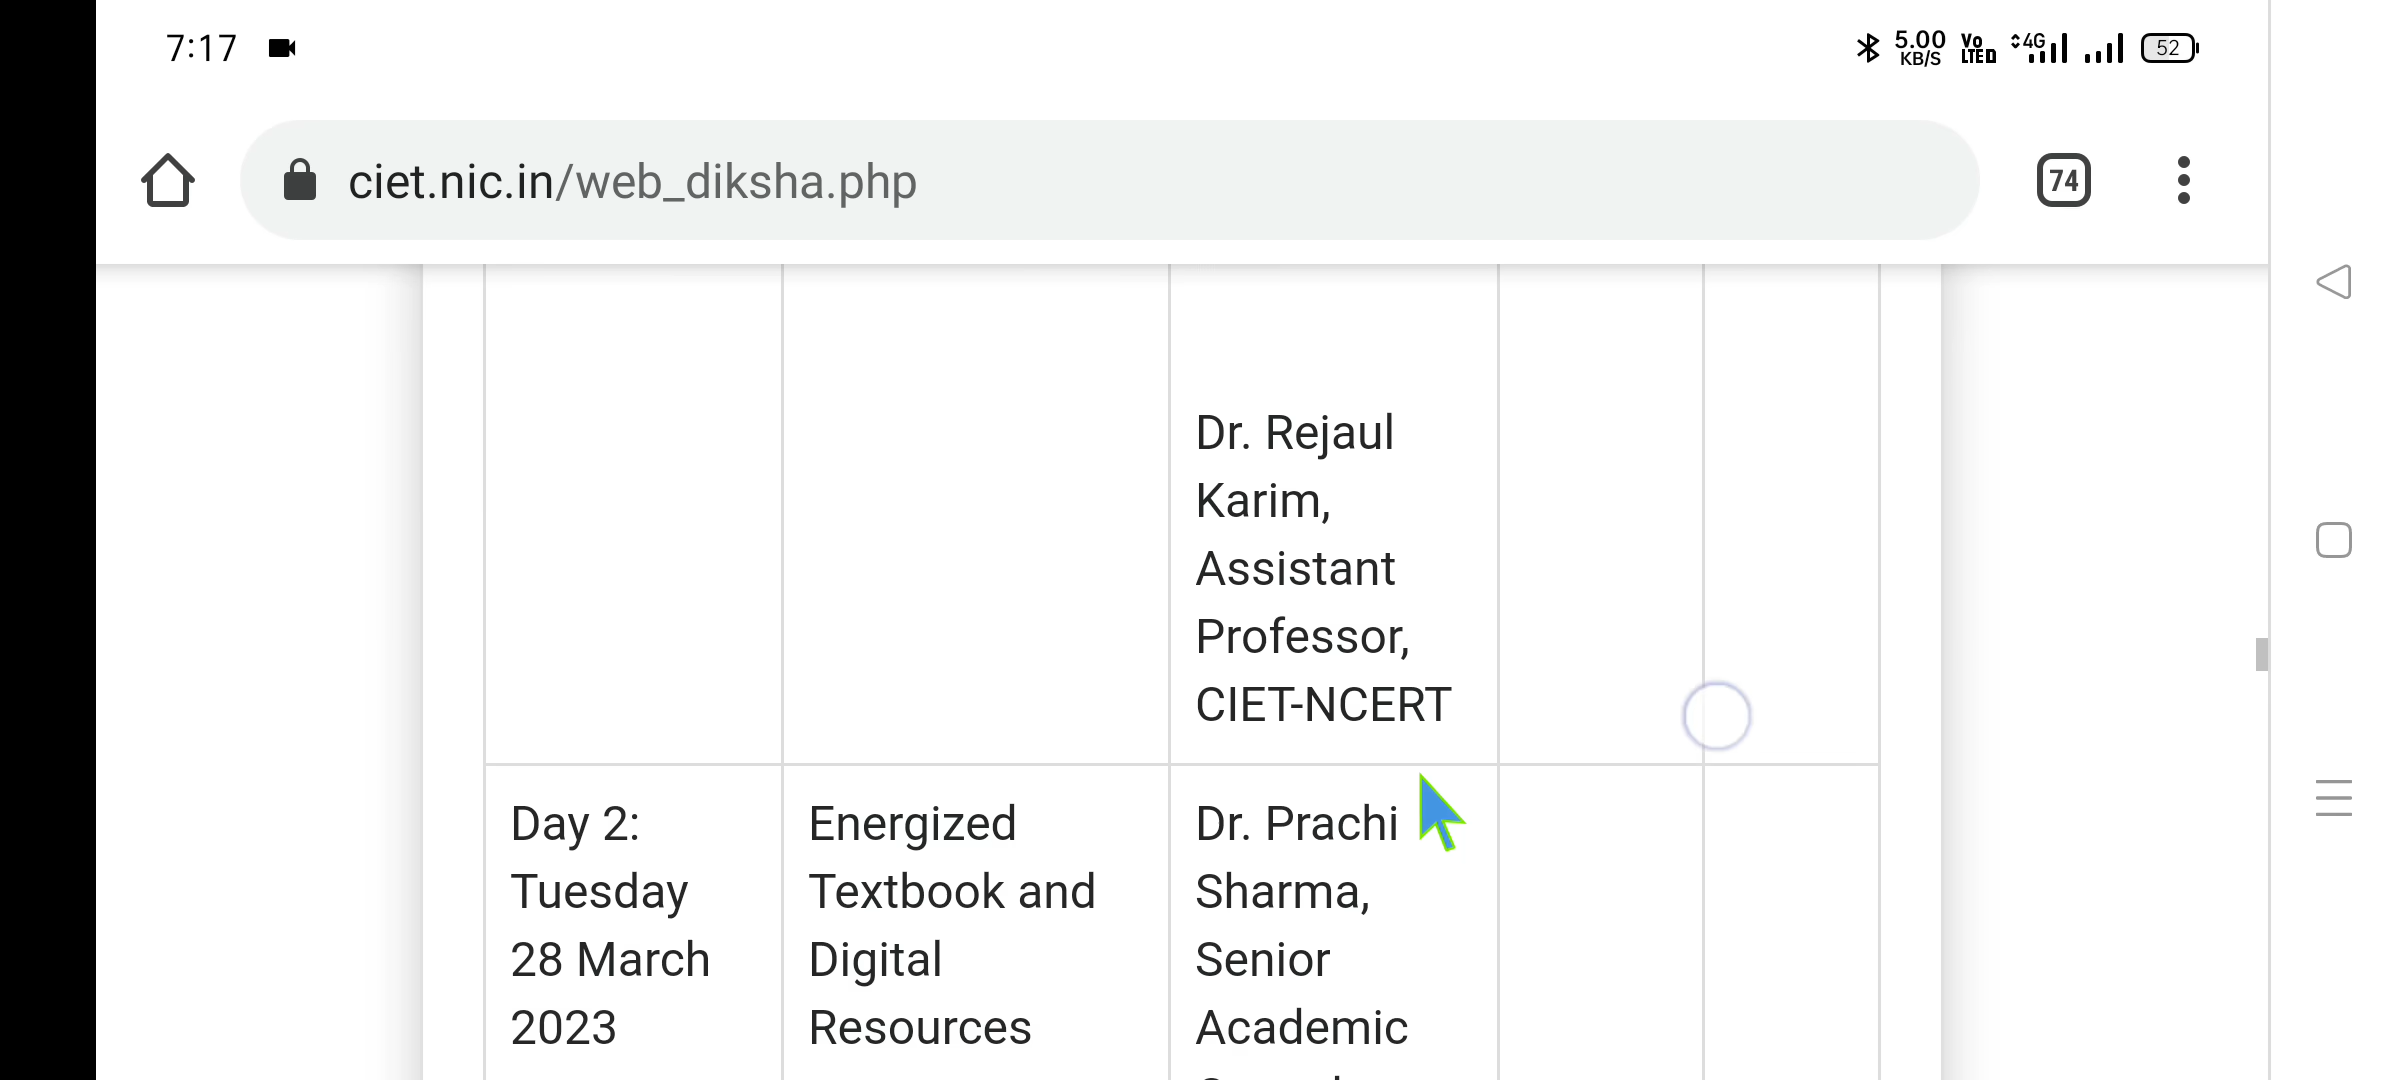 7:17
5.00
KB/S
Vo
LTE D
4G
52
ciet.nic.in/web_diksha.php
74
Dr. Rejaul
Karim,
Assistant
Professor,
CIET-NCERT
Day 2:
Tuesday
28 March
2023
Energized
Textbook and
Digital
Resources
Dr. Prachi
Sharma,
Senior
Academic